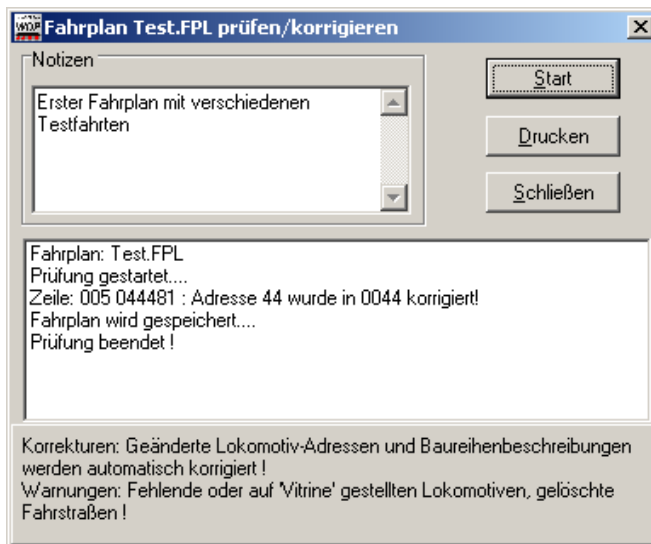 WDP Fahrplan Test.FPL prüfen/korrigieren
Notizen
Erster Fahrplan mit verschiedenen
Testfahrten
Start
Drucken
Schließen
Fahrplan: Test.FPL
Prüfung gestartet....
Zeile: 005 044481 : Adresse 44 wurde in 0044 korrigiert!
Fahrplan wird gespeichert....
Prüfung beendet !
Korrekturen: Geänderte Lokomotiv-Adressen und Baureihenbeschreibungen
werden automatisch korrigiert !
Warnungen: Fehlende oder auf 'Vitrine' gestellten Lokomotiven, gelöschte
Fahrstraßen !